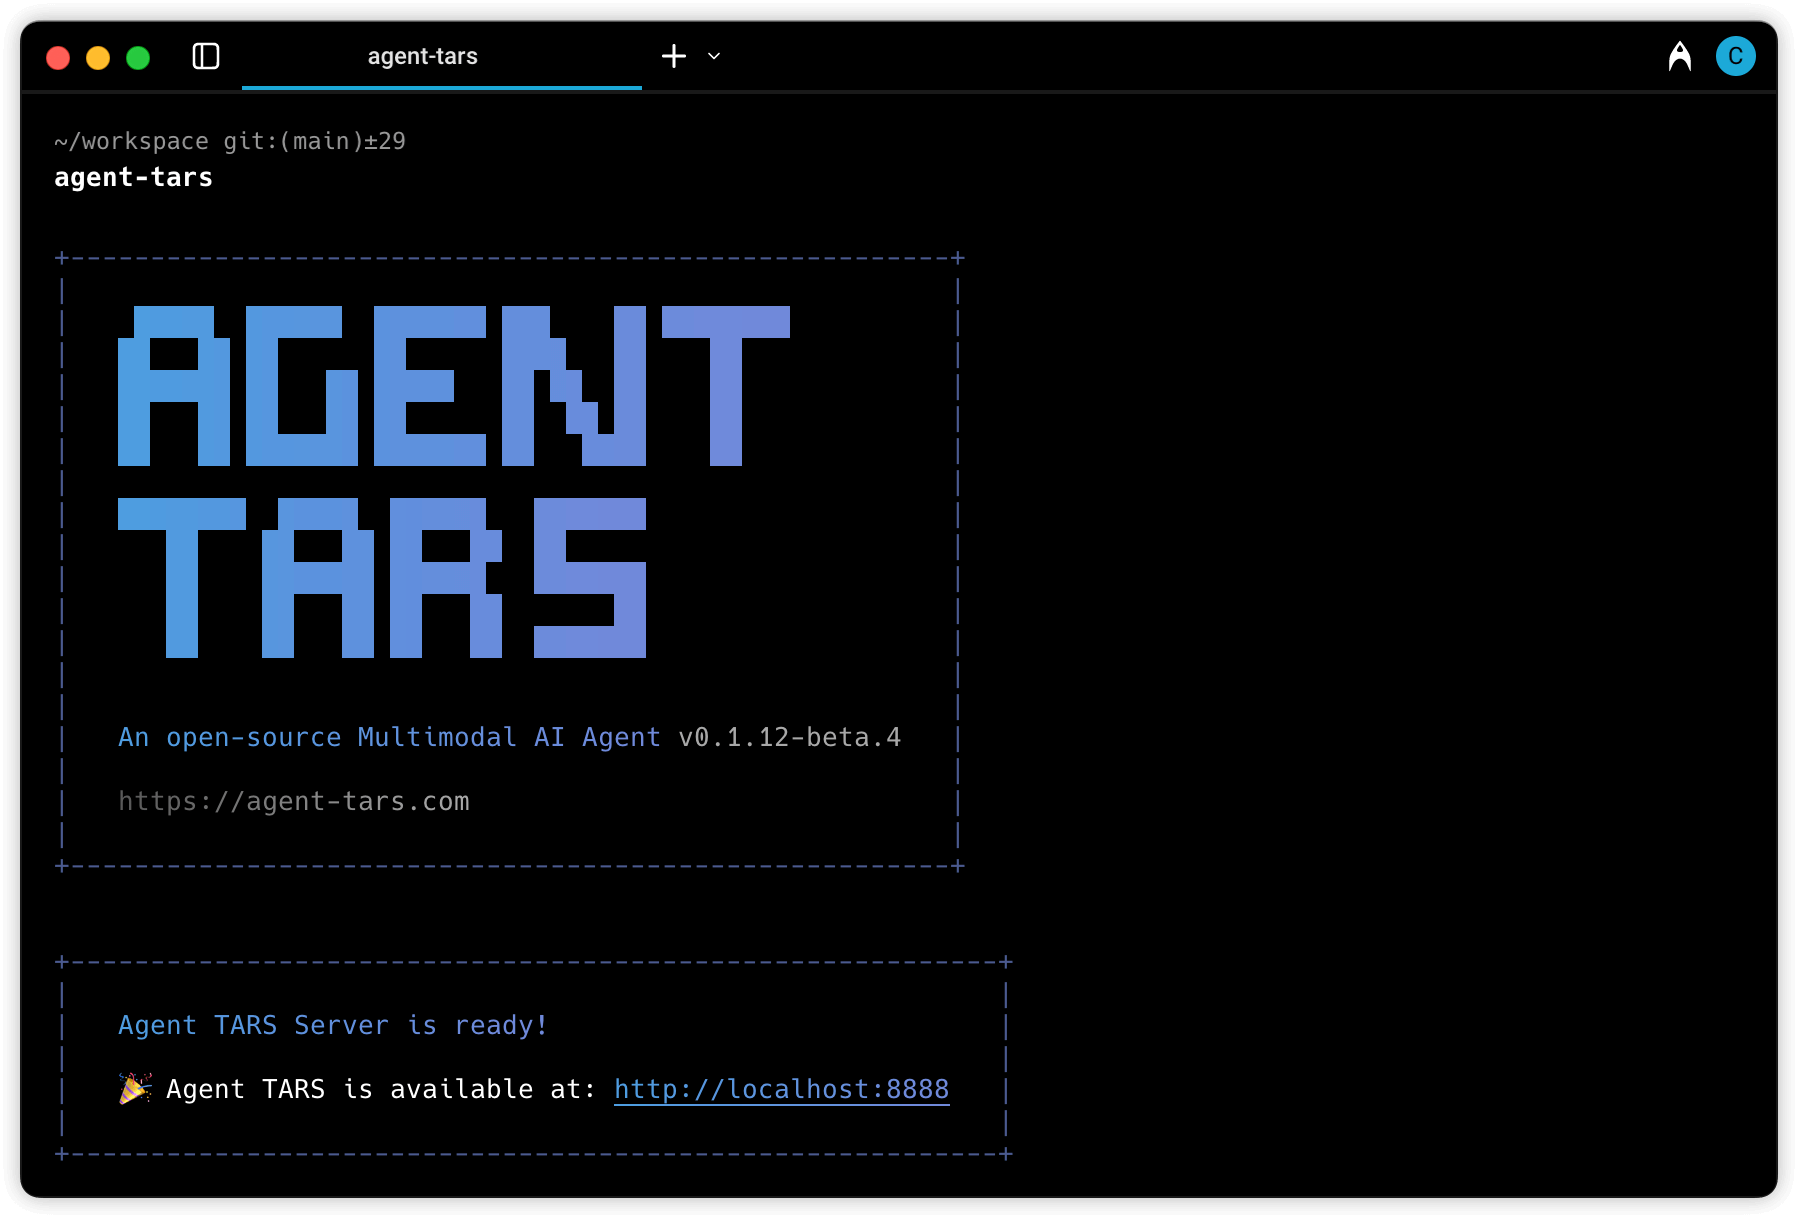 agent-tars
C
~/workspace git:(main)±29
agent-tars
AGENT
TARS
An open-source Multimodal AI Agent v0.1.12-beta.4
https://agent-tars.com
Agent TARS Server is ready!
🎉 Agent TARS is available at: http://localhost:8888